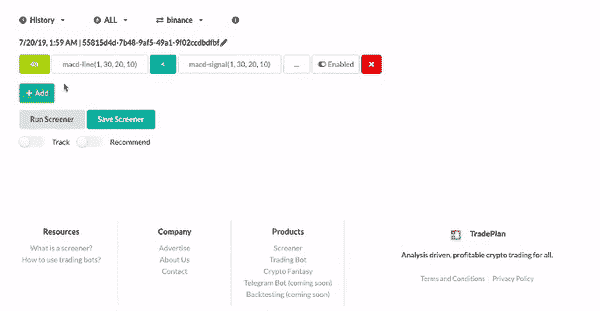 History ALL binance
7/20/19, 1:59 AM | 55815d4d-7b48-9af5-49a1-9f02ccdbdfbf
macd-line(1, 30, 20, 10) < macd-signal(1, 30, 20, 10) ... Enabled
+ Add
Run Screener Save Screener
Track Recommend
Resources
What is a screener?
How to use trading bots?
Company
Advertise
About Us
Contact
Products
Screener
Trading Bot
Crypto Fantasy
Telegram Bot (coming soon)
Backtesting (coming soon)
TradePlan
Analysis driven, profitable crypto trading for all.
Terms and Conditions | Privacy Policy